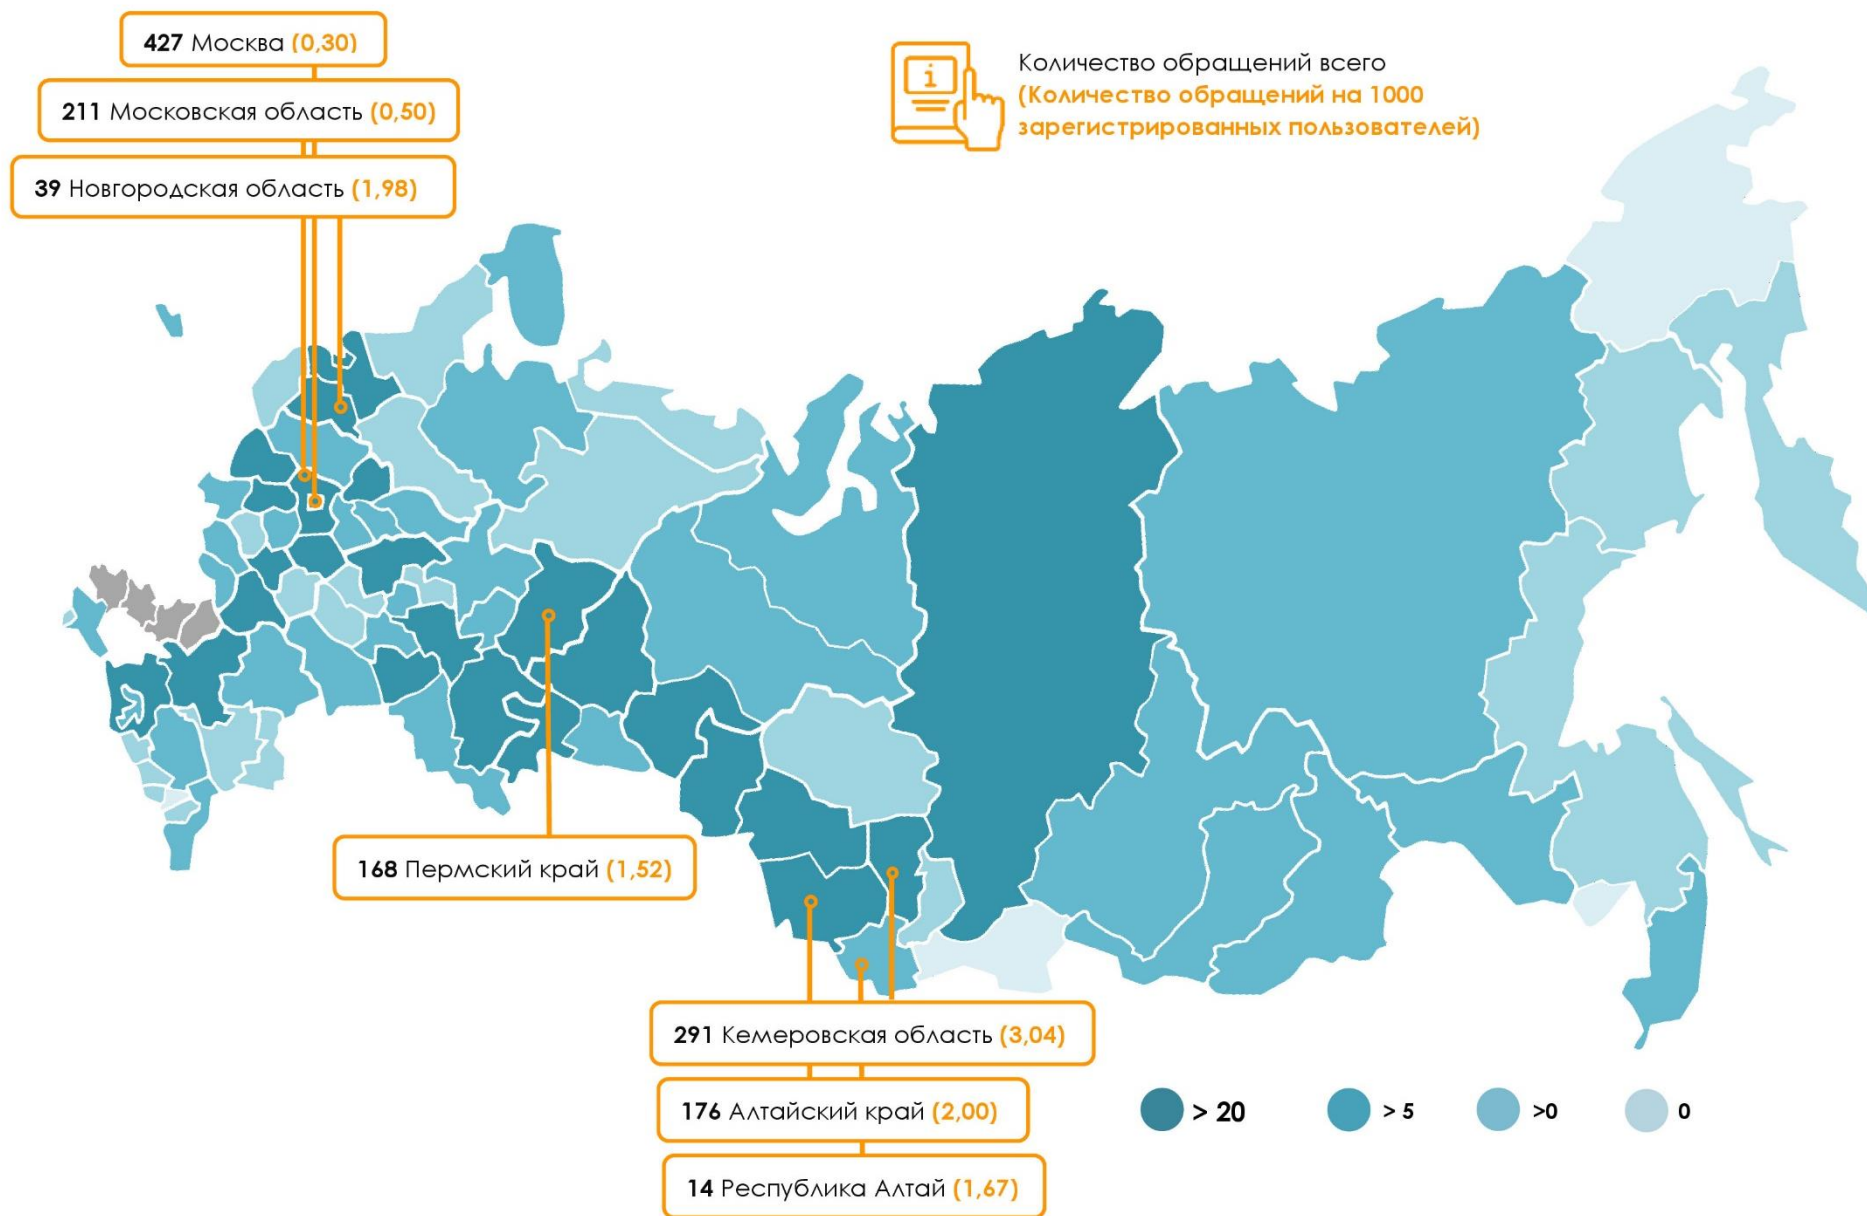 427 Москва (0,30)
211 Московская область (0,50)
39 Новгородская область (1,98)
i
Количество обращений всего
(Количество обращений на 1000
зарегистрированных пользователей)
168 Пермский край (1,52)
291 Кемеровская область (3,04)
176 Алтайский край (2,00)
14 Республика Алтай (1,67)
> 20
> 5
>0
0